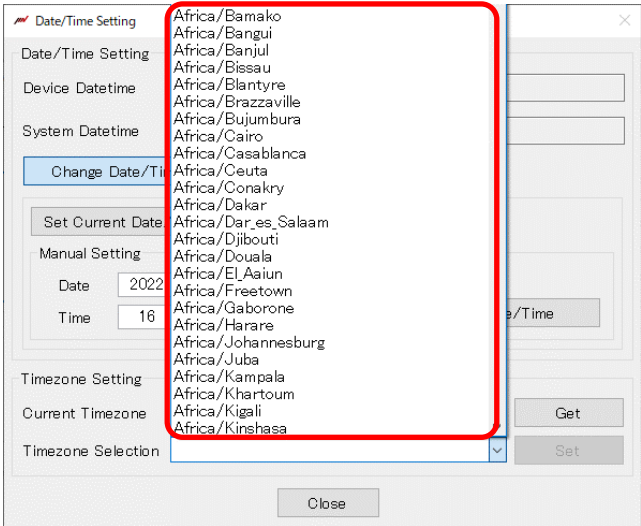 Date/Time Setting
Date/Time Setting
Device Datetime
System Datetime
Change Date/Ti
Set Current Date
Manual Setting
Date 2022
Time 16
e/Time
Africa/Bamako
Africa/Bangui
Africa/Banjul
Africa/Bissau
Africa/Blantyre
Africa/Brazzaville
Africa/Bujumbura
Africa/Cairo
Africa/Casablanca
Africa/Ceuta
Africa/Conakry
Africa/Dakar
Africa/Dar_es_Salaam
Africa/Djibouti
Africa/Douala
Africa/El_Aaiun
Africa/Freetown
Africa/Gaborone
Africa/Harare
Africa/Johannesburg
Africa/Juba
Africa/Kampala
Africa/Khartoum
Africa/Kigali
Africa/Kinshasa
Timezone Setting
Current Timezone
Get
Timezone Selection
Set
Close